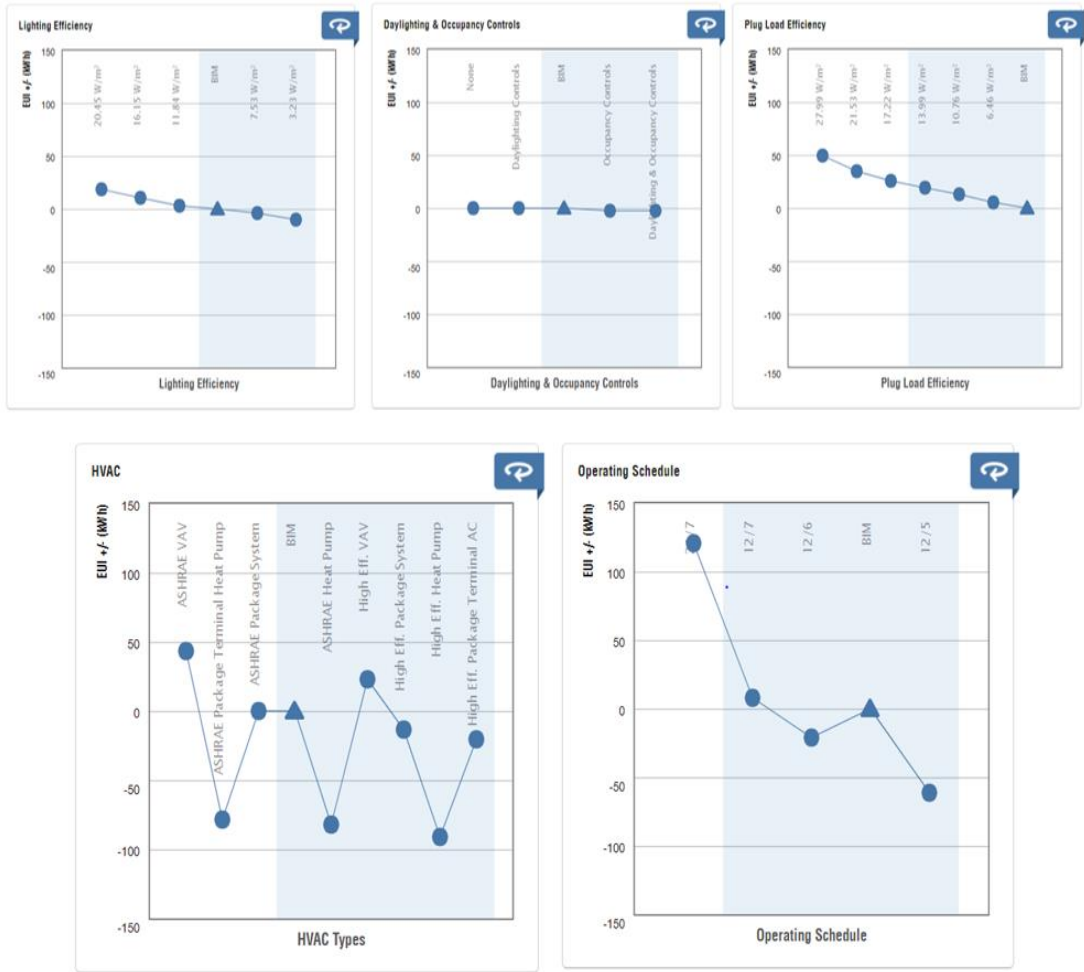 Lighting Efficiency
EUI +/- (kWh)
150
100
50
0
-50
-100
-150
20.45 W/m²
16.15 W/m²
11.84 W/m²
BIM
7.53 W/m²
3.23 W/m²
Lighting Efficiency
Daylighting & Occupancy Controls
EUI +/- (kWh)
150
100
50
0
-50
-100
-150
None
Daylighting Controls
BIM
Occupancy Controls
Daylighting & Occupancy Controls
Daylighting & Occupancy Controls
Plug Load Efficiency
EUI +/- (kWh)
150
100
50
0
-50
-100
-150
27.99 W/m²
21.53 W/m²
17.22 W/m²
13.99 W/m²
10.76 W/m²
6.46 W/m²
BIM
Plug Load Efficiency
HVAC
EUI +/- (kWh)
150
100
50
0
-50
-100
-150
ASHRAE VAV
ASHRAE Package Terminal Heat Pump
ASHRAE Package System
BIM
ASHRAE Heat Pump
High Eff. VAV
High Eff. Package System
High Eff. Heat Pump
High Eff. Package Terminal AC
HVAC Types
Operating Schedule
EUI +/- (kWh)
150
100
50
0
-50
-100
-150
12/7
12/6
BIM
12/5
Operating Schedule